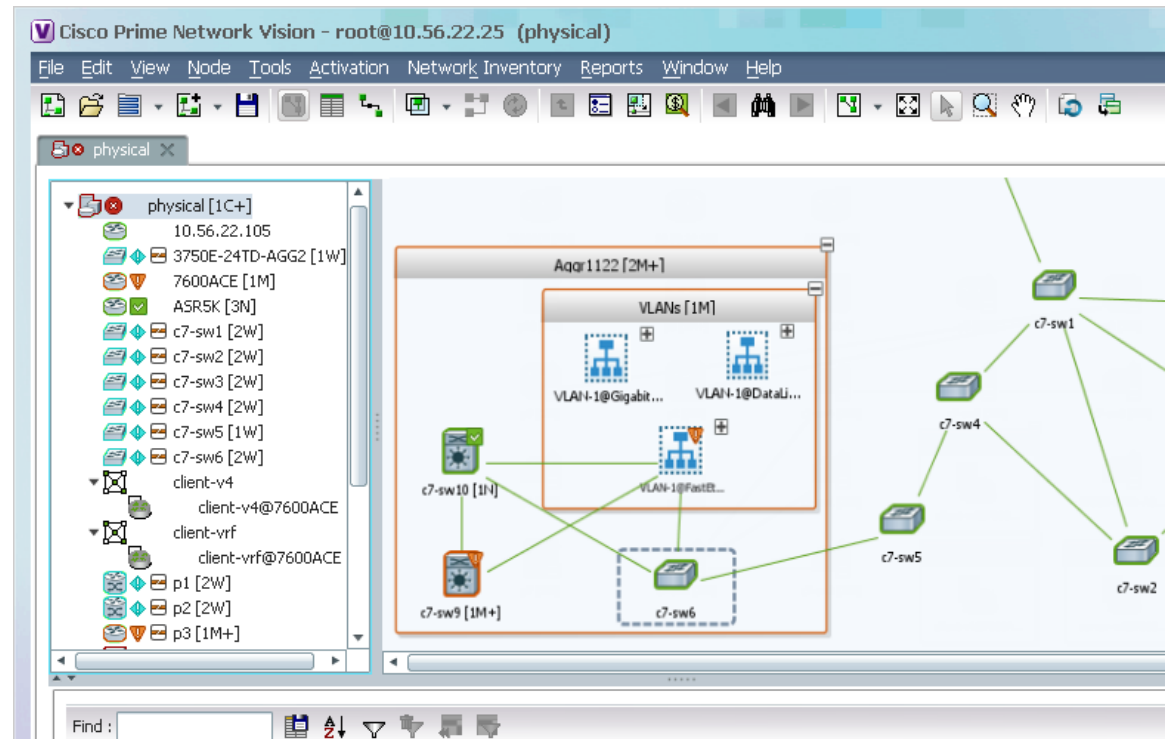 Cisco Prime Network Vision - root@10.56.22.25 (physical)
File Edit View Node Tools Activation Network Inventory Reports Window Help
physical
physical [1C+]
10.56.22.105
3750E-24TD-AGG2 [1W]
7600ACE [1M]
ASR5K [3N]
c7-sw1 [2W]
c7-sw2 [2W]
c7-sw3 [2W]
c7-sw4 [2W]
c7-sw5 [1W]
c7-sw6 [2W]
client-v4
client-v4@7600ACE
client-vrf
client-vrf@7600ACE
p1 [2W]
p2 [2W]
p3 [1M+]
Aggr1122 [2M+]
VLANs [1M]
VLAN-1@Gigabit...
VLAN-1@DataLi...
VLAN-1@FastEt...
c7-sw10 [1N]
c7-sw9 [1M+]
c7-sw6
c7-sw1
c7-sw4
c7-sw5
c7-sw2
Find :